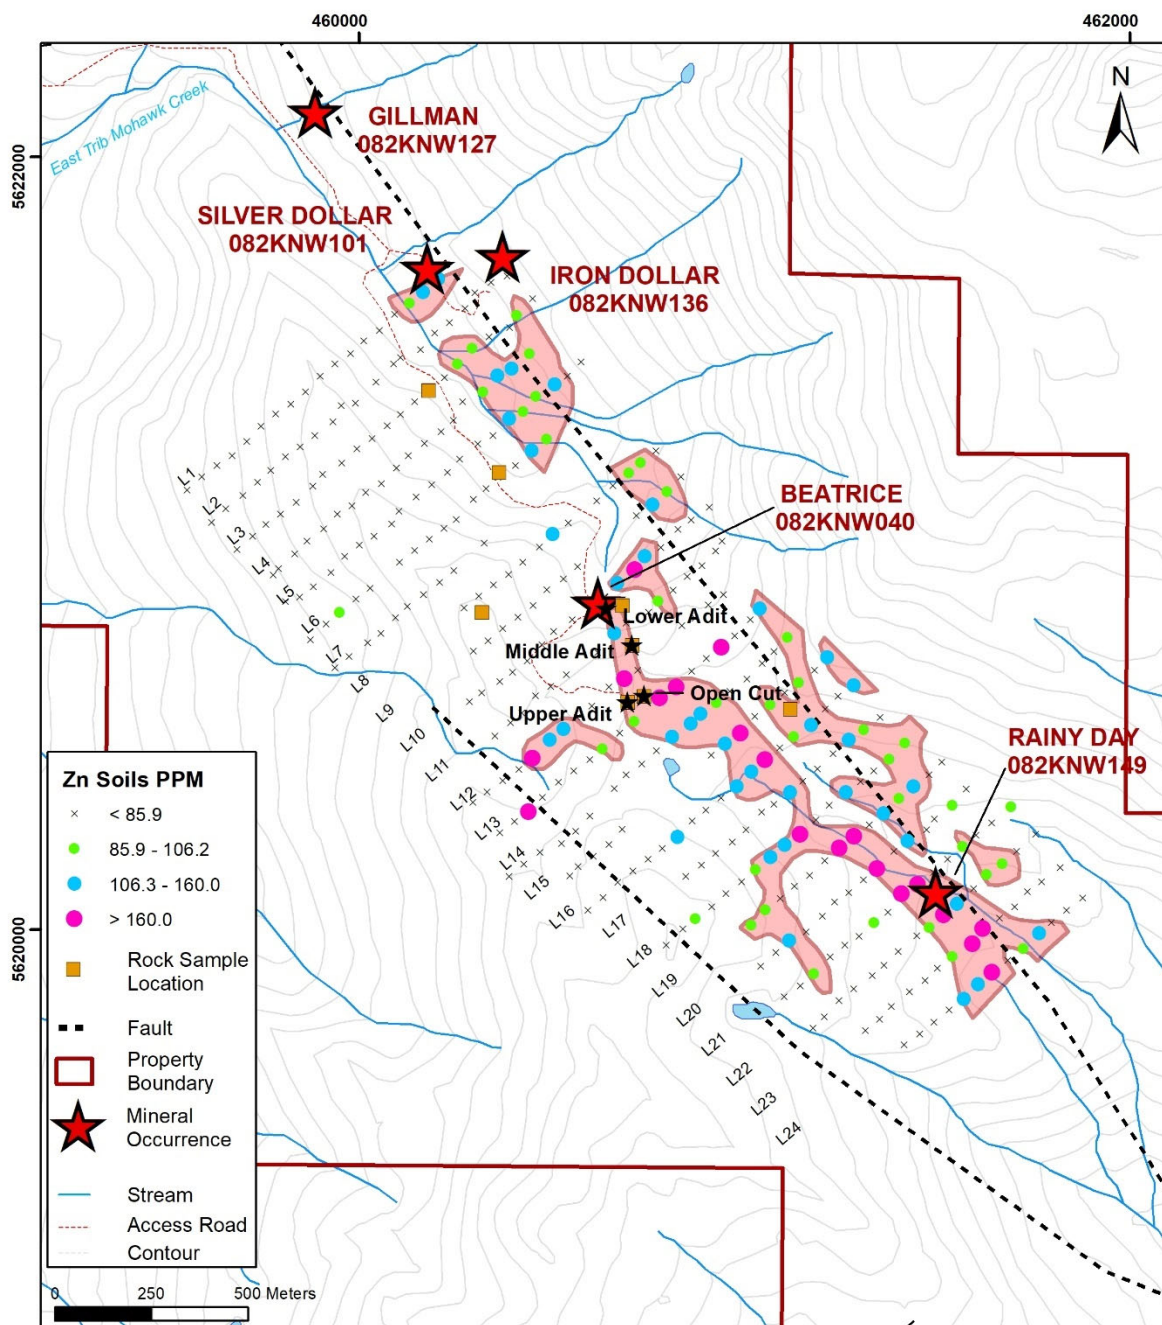 460000
462000
N
East Trib Mohawk Creek
GILLMAN
082KNW127
5622000
SILVER DOLLAR
082KNW101
IRON DOLLAR
082KNW136
BEATRICE
082KNW040
Lower Adit
Middle Adit
Open Cut
Upper Adit
RAINY DAY
082KNW149
L1
L2
L3
L4
L5
L6
L7
L8
L9
L10
L11
L12
L13
L14
L15
L16
L17
L18
L19
L20
L21
L22
L23
L24
5620000
Zn Soils PPM
< 85.9
85.9 - 106.2
106.3 - 160.0
> 160.0
Rock Sample
Location
Fault
Property
Boundary
Mineral
Occurrence
Stream
Access Road
Contour
0 250 500 Meters